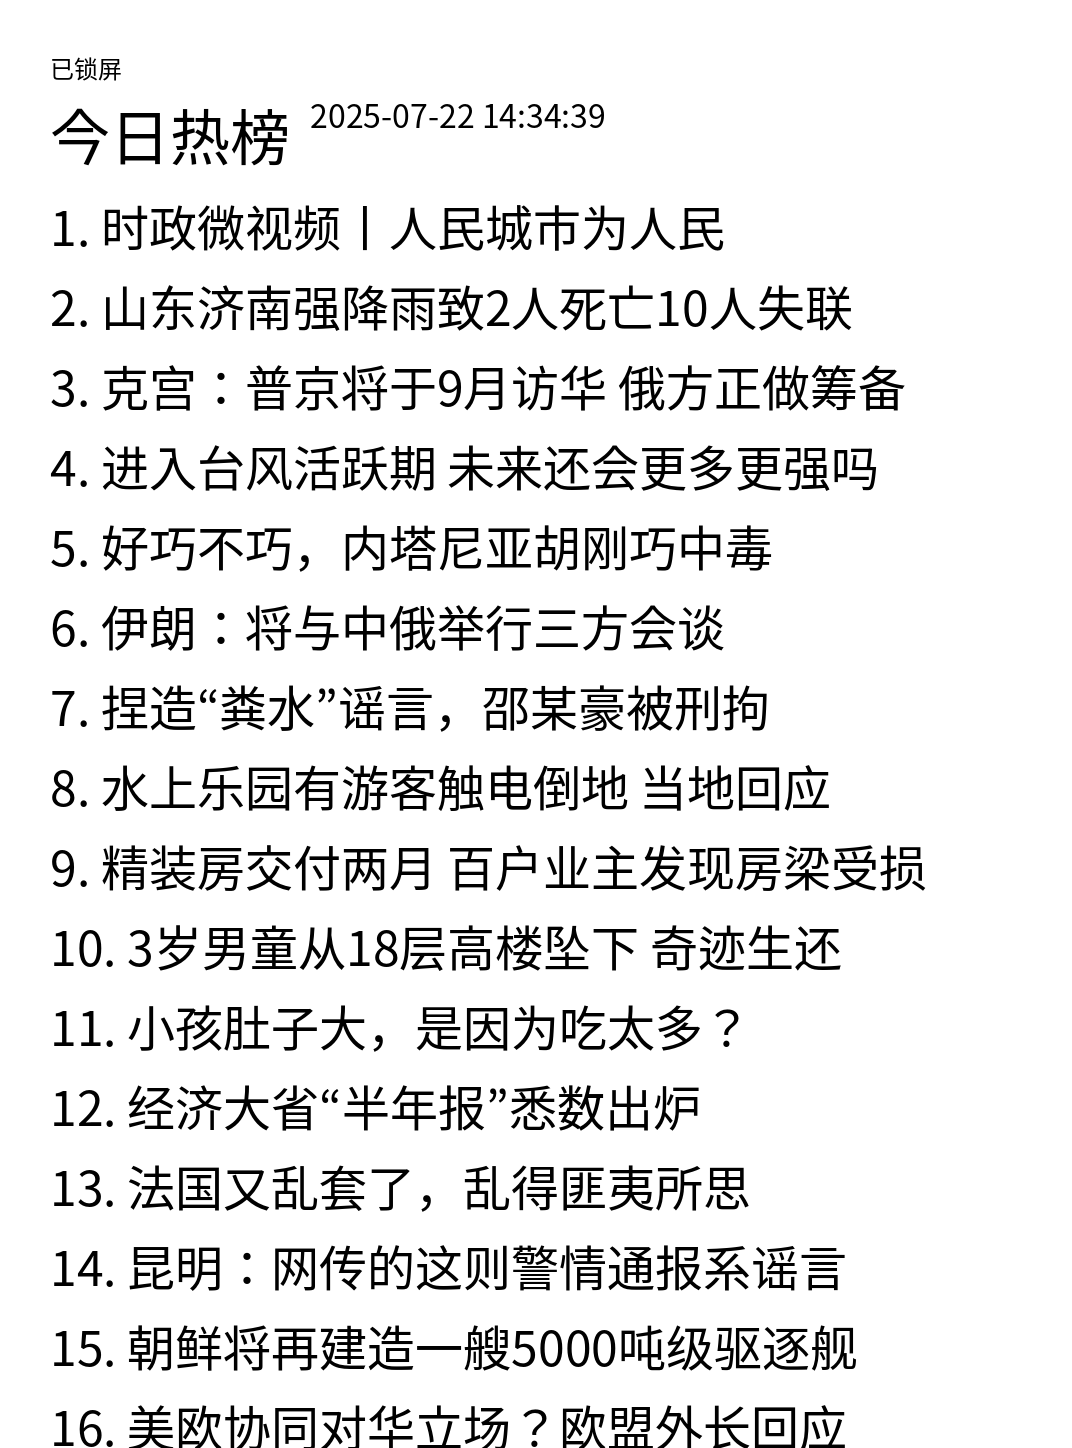 已锁屏
今日热榜 2025-07-22 14:34:39
1. 时政微视频丨人民城市为人民
2. 山东济南强降雨致2人死亡10人失联
3. 克宫：普京将于9月访华 俄方正做筹备
4. 进入台风活跃期 未来还会更多更强吗
5. 好巧不巧，内塔尼亚胡刚巧中毒
6. 伊朗：将与中俄举行三方会谈
7. 捏造“粪水”谣言，邵某豪被刑拘
8. 水上乐园有游客触电倒地 当地回应
9. 精装房交付两月 百户业主发现房梁受损
10. 3岁男童从18层高楼坠下 奇迹生还
11. 小孩肚子大，是因为吃太多？
12. 经济大省“半年报”悉数出炉
13. 法国又乱套了，乱得匪夷所思
14. 昆明：网传的这则警情通报系谣言
15. 朝鲜将再建造一艘5000吨级驱逐舰
16. 美欧协同对华立场？欧盟外长回应